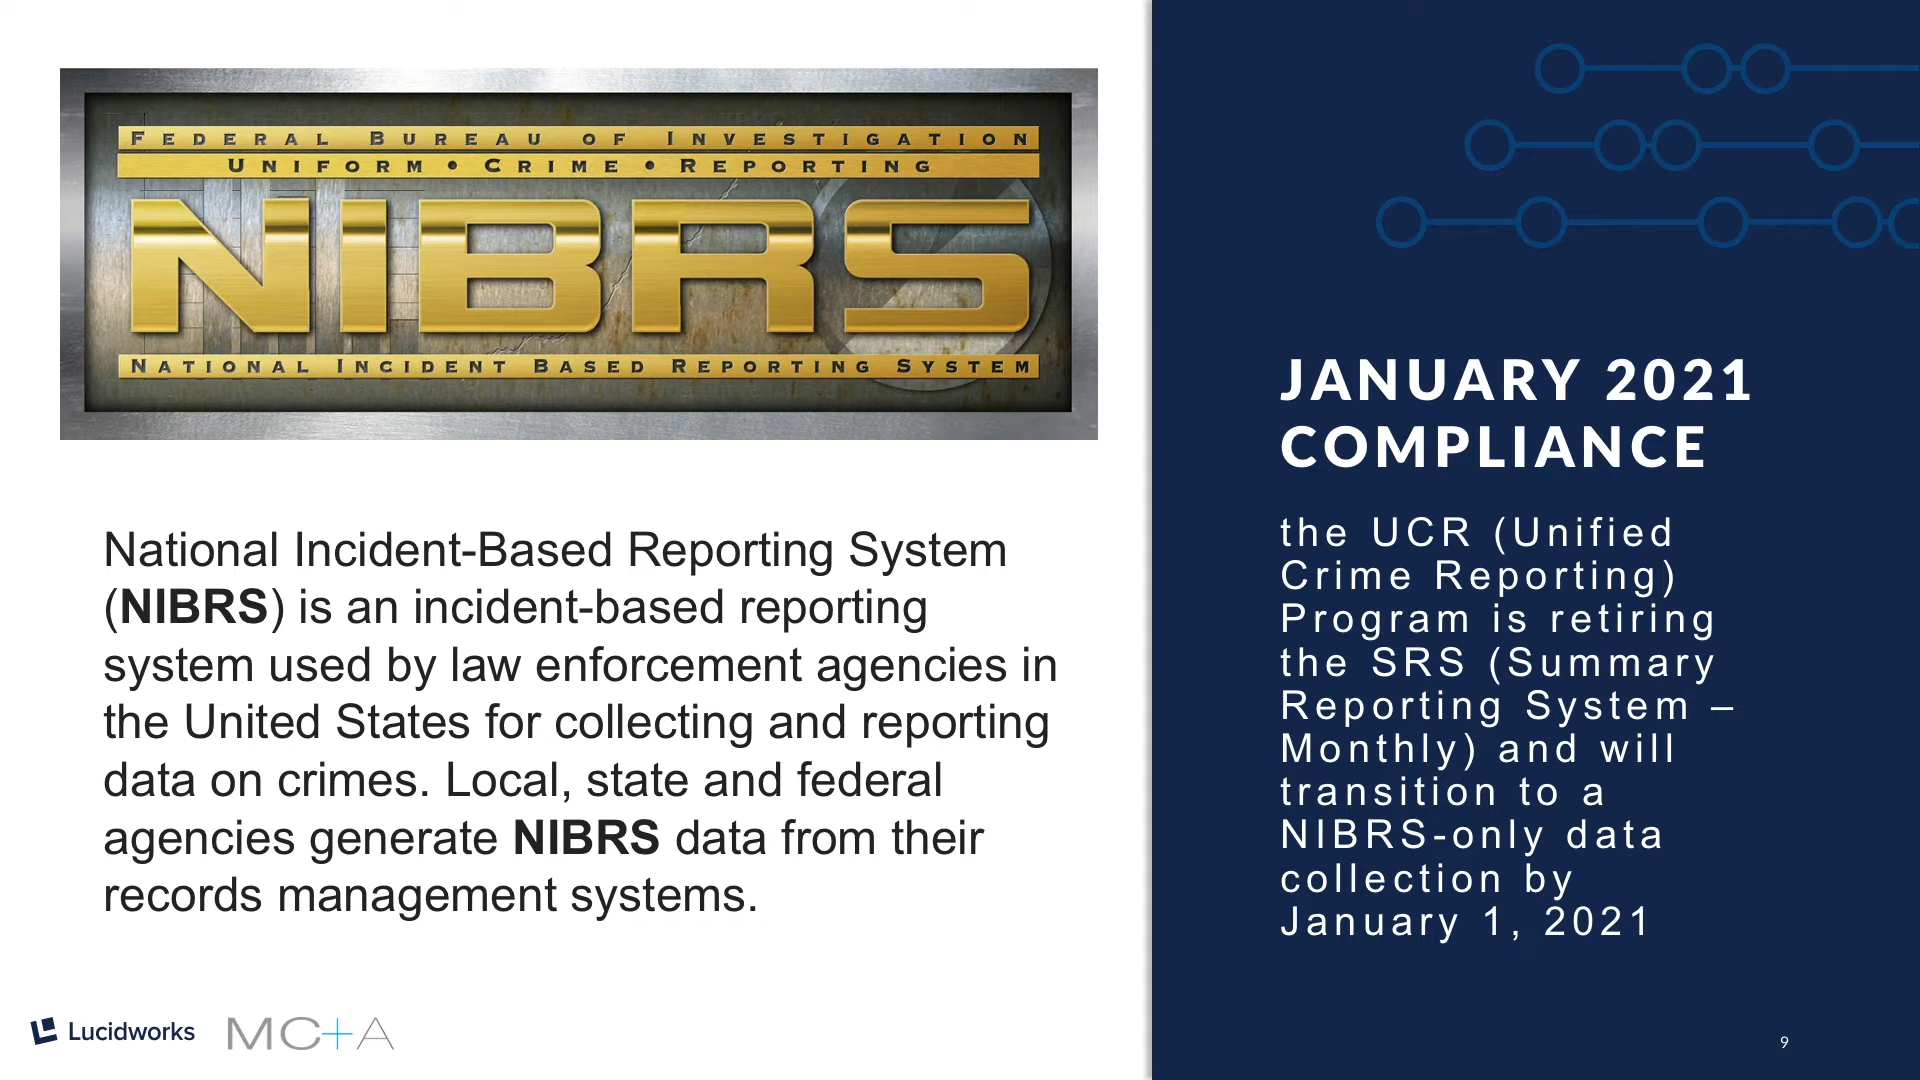 FEDERAL BUREAU OF INVESTIGATION
UNIFORM • CRIME • REPORTING
NIBRS
NATIONAL INCIDENT BASED REPORTING SYSTEM
National Incident-Based Reporting System
(NIBRS) is an incident-based reporting
system used by law enforcement agencies in
the United States for collecting and reporting
data on crimes. Local, state and federal
agencies generate NIBRS data from their
records management systems.
Lucidworks
MC+A
JANUARY 2021
COMPLIANCE
the UCR (Unified
Crime Reporting)
Program is retiring
the SRS (Summary
Reporting System –
Monthly) and will
transition to a
NIBRS-only data
collection by
January 1, 2021
9